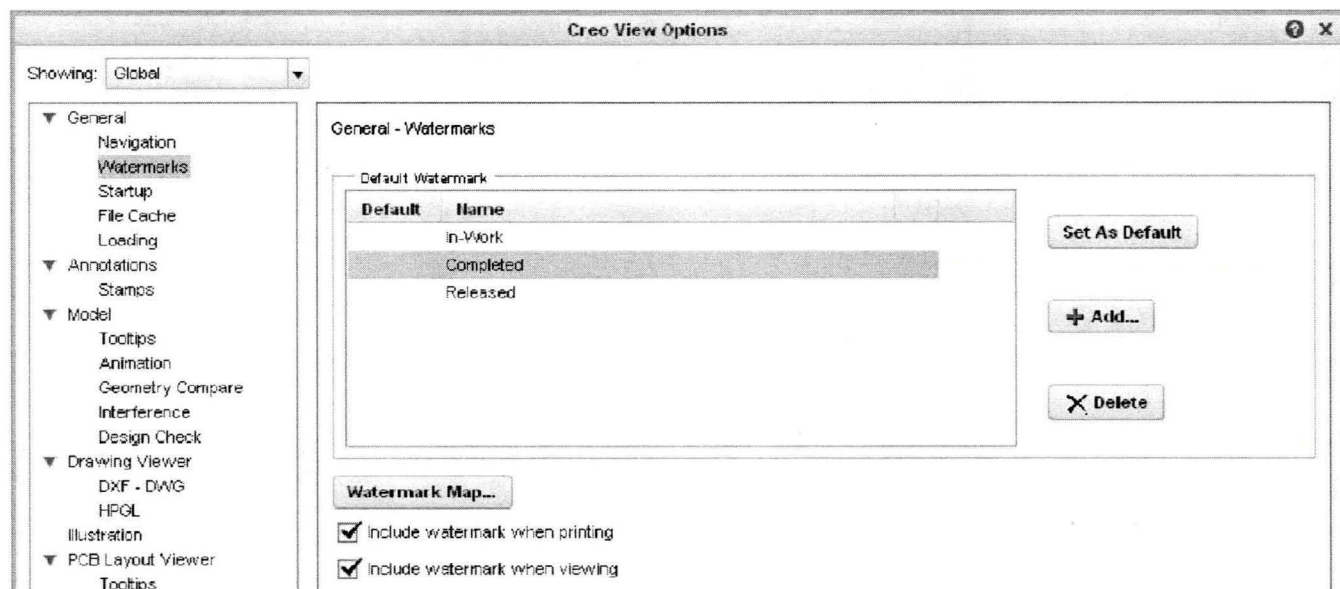 Creo View Options
Showing: Global
General
Navigation
Watermarks
Startup
File Cache
Loading
Annotations
Stamps
Model
Tooltips
Animation
Geometry Compare
Interference
Design Check
Drawing Viewer
DXF - DWG
HPGL
Illustration
PCB Layout Viewer
Tooltips
General - Watermarks
Default Watermark
Default Name
In-Work
Completed
Released
Set As Default
Add...
Delete
Watermark Map...
Include watermark when printing
Include watermark when viewing